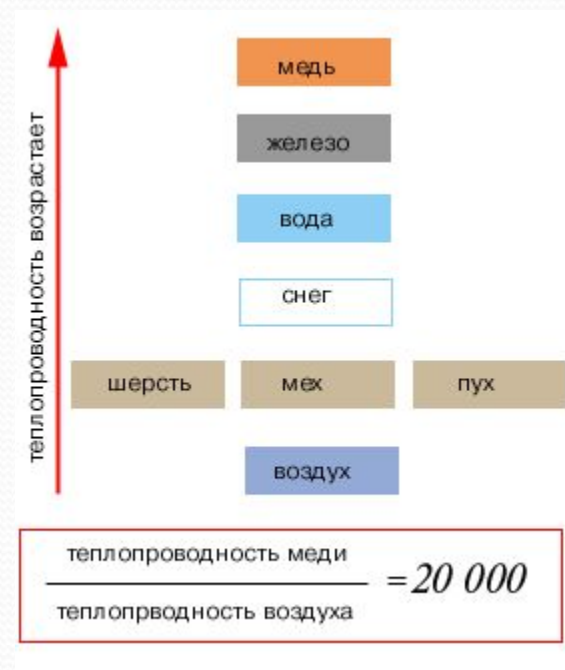 теплопроводность возрастает
медь
железо
вода
снег
шерсть мех пух
воздух
теплопроводность меди
теплопрводность воздуха
=20 000